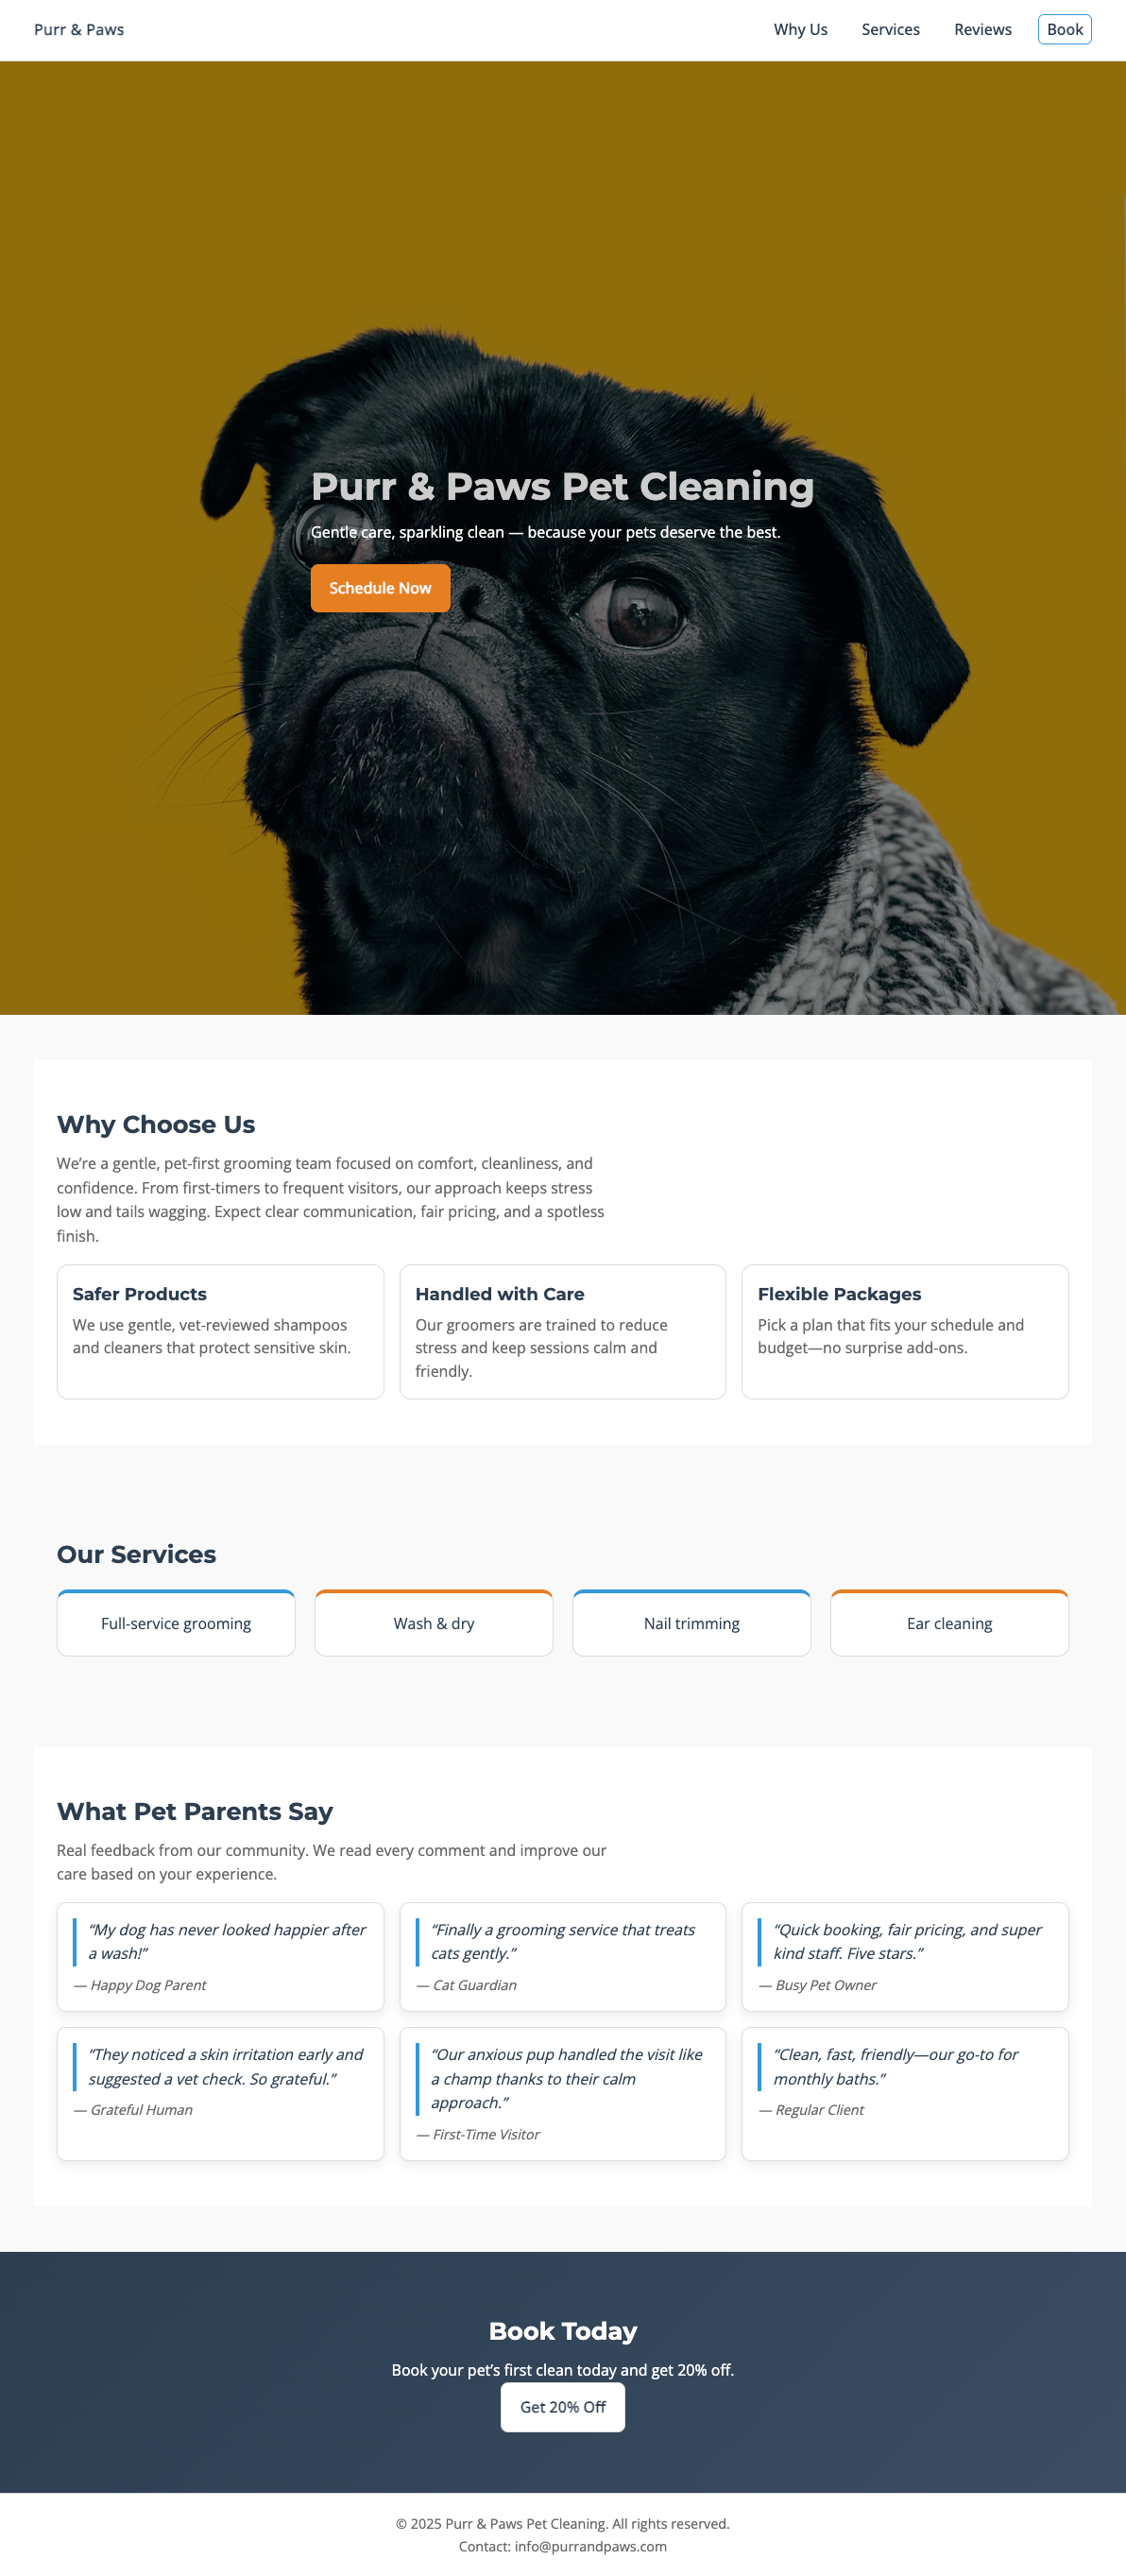 Purr & Paws
Why Us
Services
Reviews
Book
Purr & Paws Pet Cleaning
Gentle care, sparkling clean — because your pets deserve the best.
Schedule Now
Why Choose Us
We’re a gentle, pet-first grooming team focused on comfort, cleanliness, and
confidence. From first-timers to frequent visitors, our approach keeps stress
low and tails wagging. Expect clear communication, fair pricing, and a spotless
finish.
Safer Products
We use gentle, vet-reviewed shampoos
and cleaners that protect sensitive skin.
Handled with Care
Our groomers are trained to reduce
stress and keep sessions calm and
friendly.
Flexible Packages
Pick a plan that fits your schedule and
budget—no surprise add-ons.
Our Services
Full-service grooming
Wash & dry
Nail trimming
Ear cleaning
What Pet Parents Say
Real feedback from our community. We read every comment and improve our
care based on your experience.
“My dog has never looked happier after
a wash!”
— Happy Dog Parent
“Finally a grooming service that treats
cats gently.”
— Cat Guardian
“Quick booking, fair pricing, and super
kind staff. Five stars.”
— Busy Pet Owner
“They noticed a skin irritation early and
suggested a vet check. So grateful.”
— Grateful Human
“Our anxious pup handled the visit like
a champ thanks to their calm
approach.”
— First-Time Visitor
“Clean, fast, friendly—our go-to for
monthly baths.”
— Regular Client
Book Today
Book your pet’s first clean today and get 20% off.
Get 20% Off
© 2025 Purr & Paws Pet Cleaning. All rights reserved.
Contact: info@purrandpaws.com